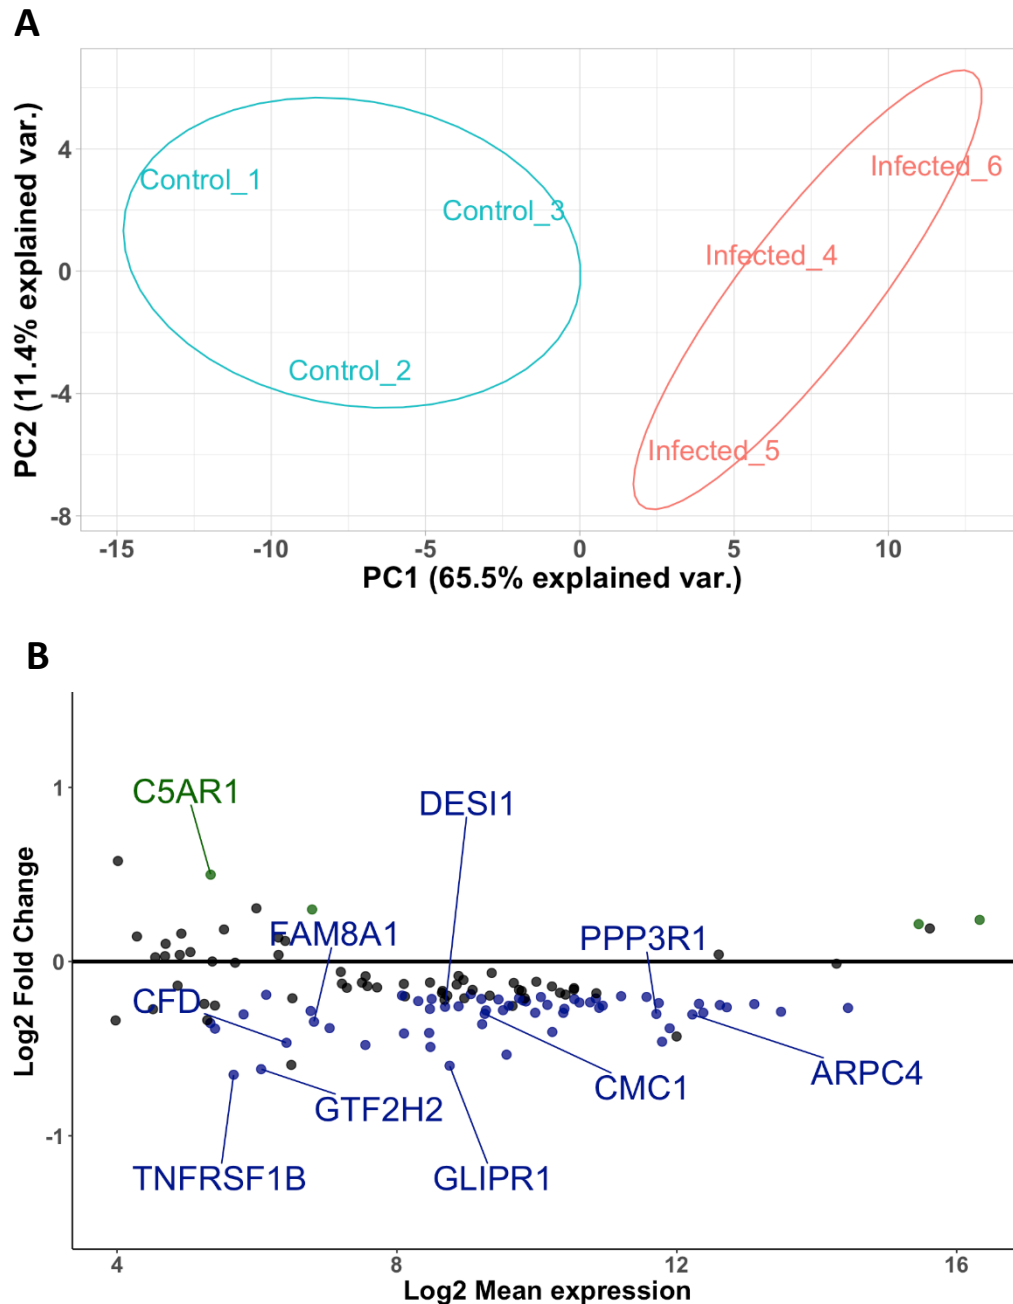 A
PC2 (11.4% explained var.)
4
0
-4
-8
Control_1
Control_3
Control_2
Infected_6
Infected_4
Infected_5
-15
-10
-5
0
5
10
PC1 (65.5% explained var.)
B
Log2 Fold Change
1
0
-1
C5AR1
DESI1
FAM8A1
PPP3R1
CFD
CMC1
ARPC4
GTF2H2
TNFRSF1B
GLIPR1
4
8
12
16
Log2 Mean expression